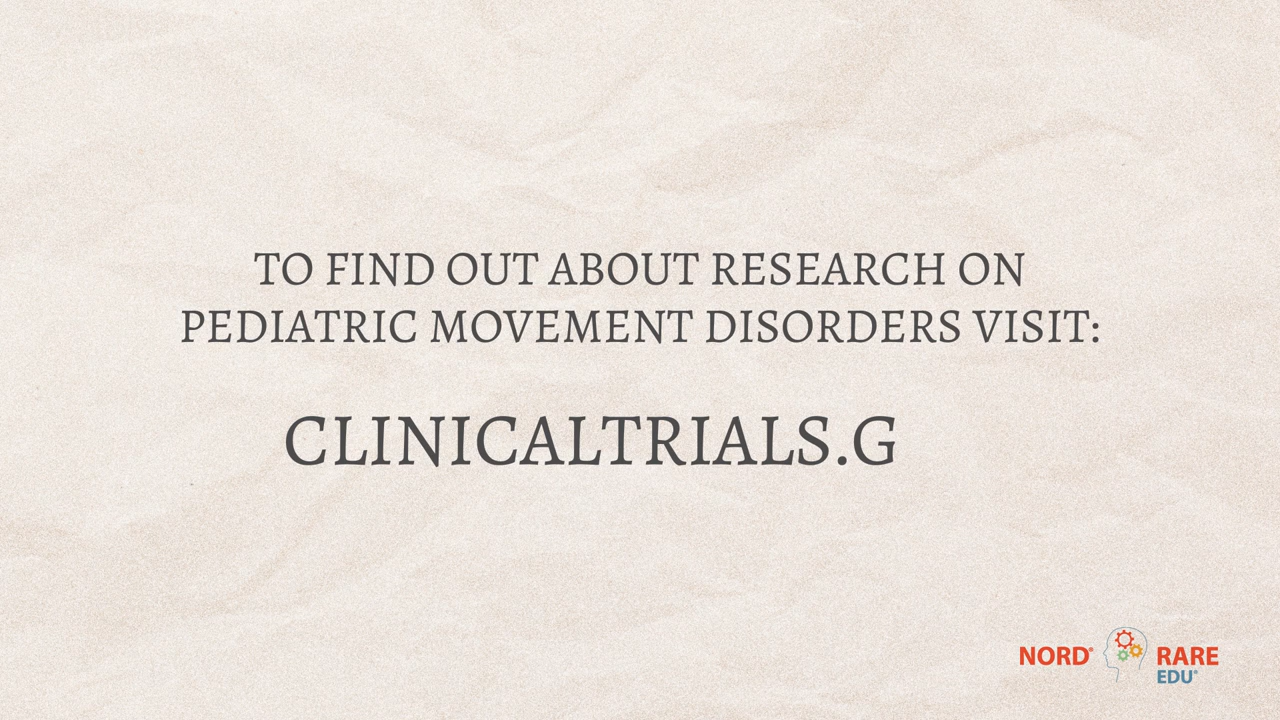 TO FIND OUT ABOUT RESEARCH ON
PEDIATRIC MOVEMENT DISORDERS VISIT:
CLINICALTRIALS.G
NORD® RARE
EDU®